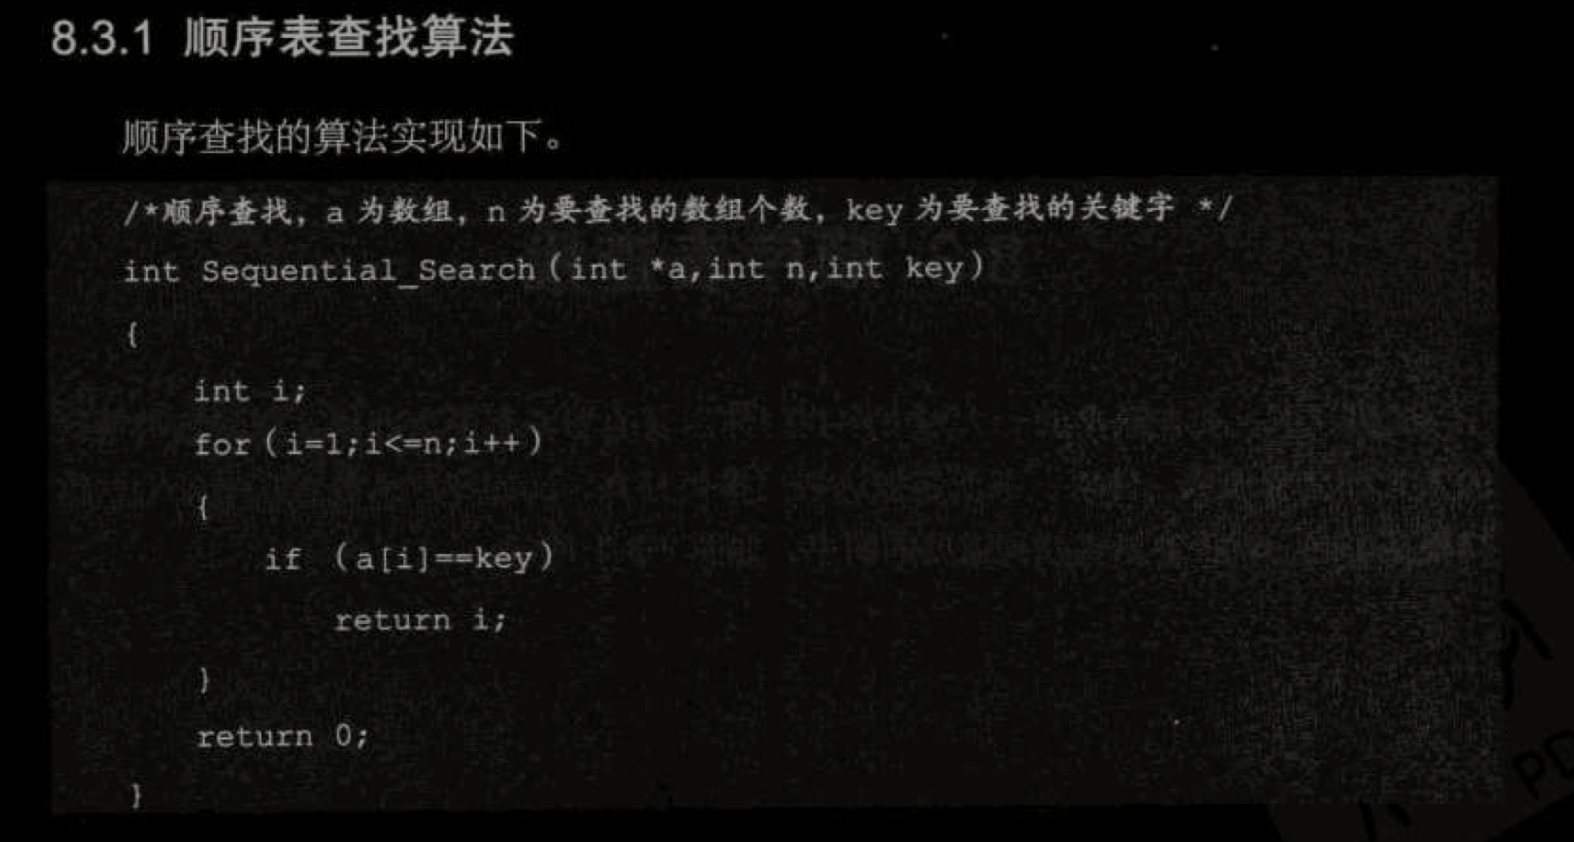 8.3.1 顺序表查找算法
顺序查找的算法实现如下。
/*顺序查找，a 为数组，n 为要查找的数组个数，key 为要查找的关键字 */
int Sequential_Search(int *a,int n,int key)
{
int i;
for(i=1;i<=n;i++)
{
if (a[i]==key)
return i;
}
return 0;
}